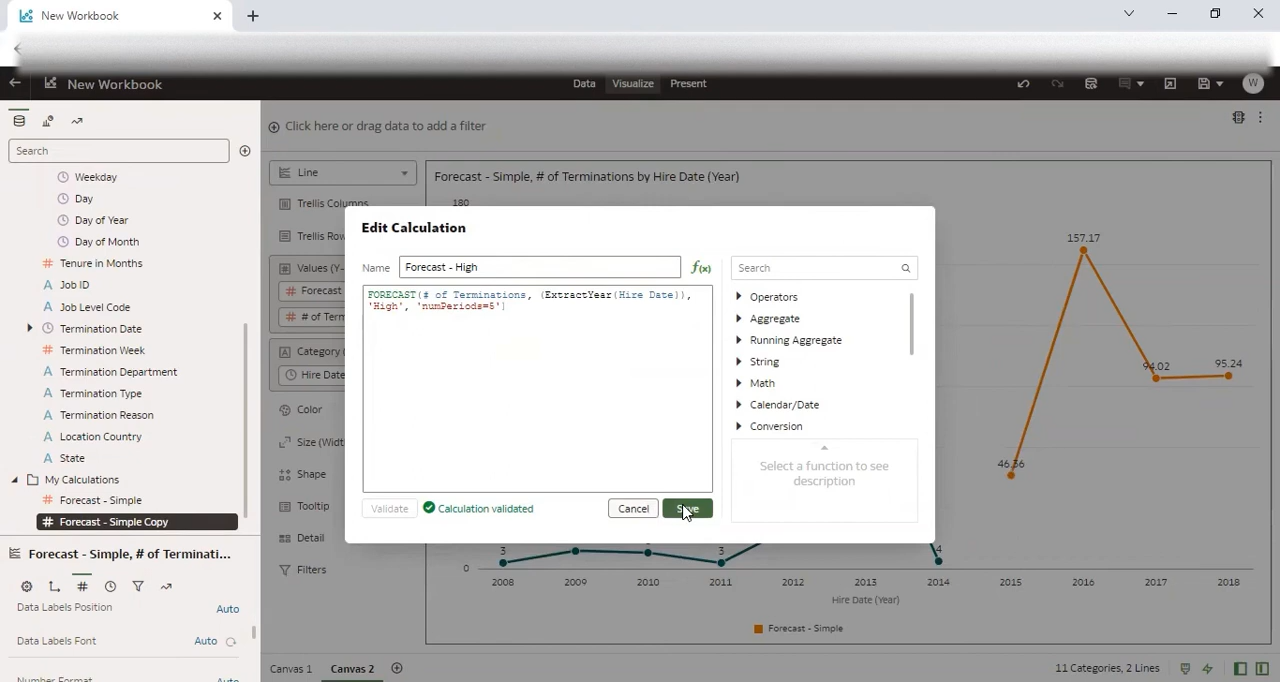 New Workbook
New Workbook
Data Visualize Present
W
Click here or drag data to add a filter
Search
Weekday
Day
Day of Year
Day of Month
Tenure in Months
Job ID
Job Level Code
Termination Date
Termination Week
Termination Department
Termination Type
Termination Reason
Location Country
State
My Calculations
Forecast - Simple
Forecast - Simple Copy
Forecast - Simple, # of Terminati...
Data Labels Position Auto
Data Labels Font Auto
Number Format Auto
Line
Trellis Columns
Trellis Row
Values (Y-
Forecast
# of Term
Category (
Hire Date
Color
Size (Widt
Shape
Tooltip
Detail
Filters
Forecast - Simple, # of Terminations by Hire Date (Year)
180
157.17
94.02
95.24
46.36
Edit Calculation
Name Forecast - High f(x)
FORECAST(# of Terminations, (ExtractYear(Hire Date)),
'High', 'numPeriods=5')
Search
Operators
Aggregate
Running Aggregate
String
Math
Calendar/Date
Conversion
Select a function to see
description
Validate Calculation validated Cancel Save
3
3
4
0
2008 2009 2010 2011 2012 2013 2014 2015 2016 2017 2018
Hire Date (Year)
Forecast - Simple
Canvas 1 Canvas 2
11 Categories, 2 Lines